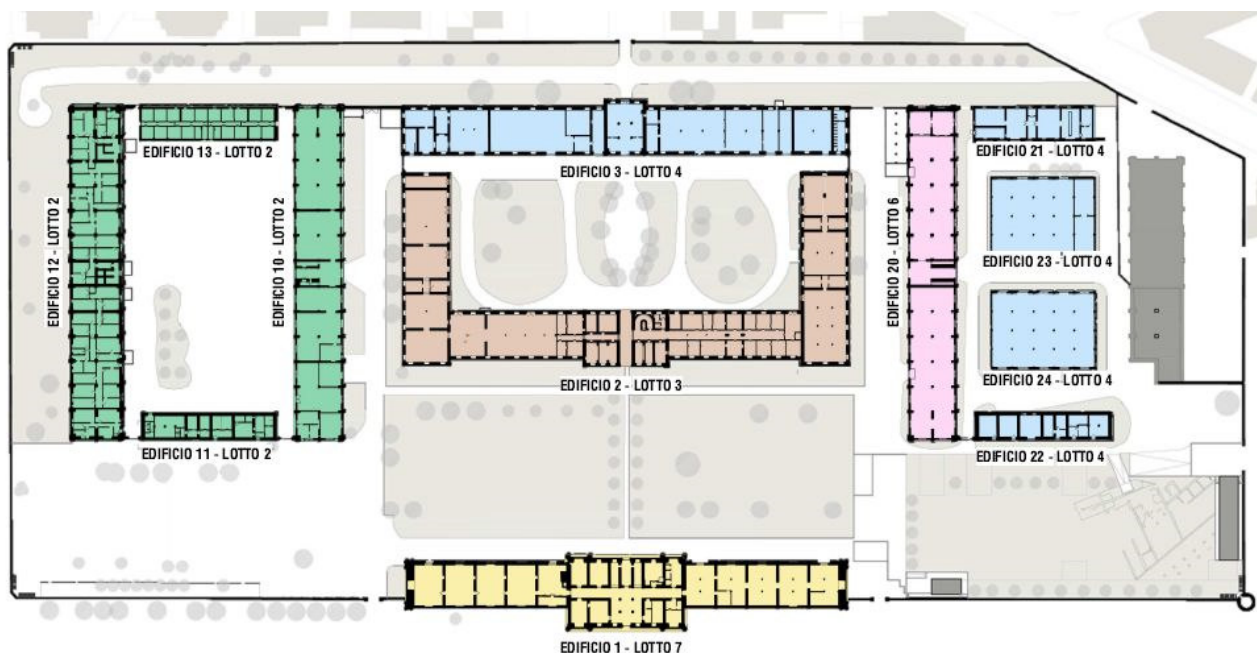 EDIFICIO 13 - LOTTO 2
EDIFICIO 3 - LOTTO 4
EDIFICIO 21 - LOTTO 4
EDIFICIO 12 - LOTTO 2
EDIFICIO 10 - LOTTO 2
EDIFICIO 20 - LOTTO 6
EDIFICIO 23 - LOTTO 4
EDIFICIO 2 - LOTTO 3
EDIFICIO 24 - LOTTO 4
EDIFICIO 11 - LOTTO 2
EDIFICIO 22 - LOTTO 4
EDIFICIO 1 - LOTTO 7